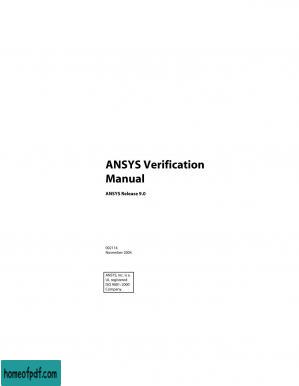 ANSYS Verification
Manual
ANSYS Release 9.0
002114
November 2004
ANSYS, Inc. is a
UL registered
ISO 9001: 2000
Company.
homeofpdf.com